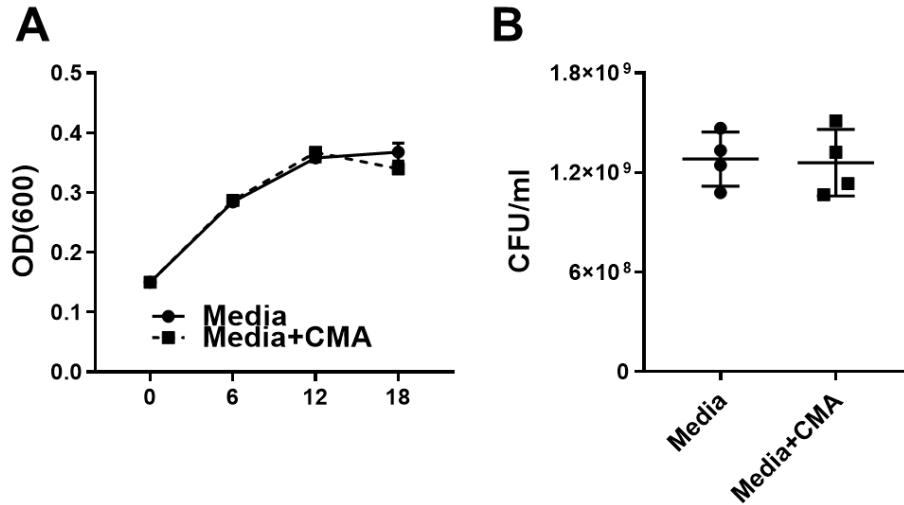 A
OD(600)
0.5
0.4
0.3
0.2
0.1
0.0
Media
Media+CMA
0 6 12 18
B
CFU/ml
1.8×10⁹
1.2×10⁹
6×10⁸
0
Media
Media+CMA